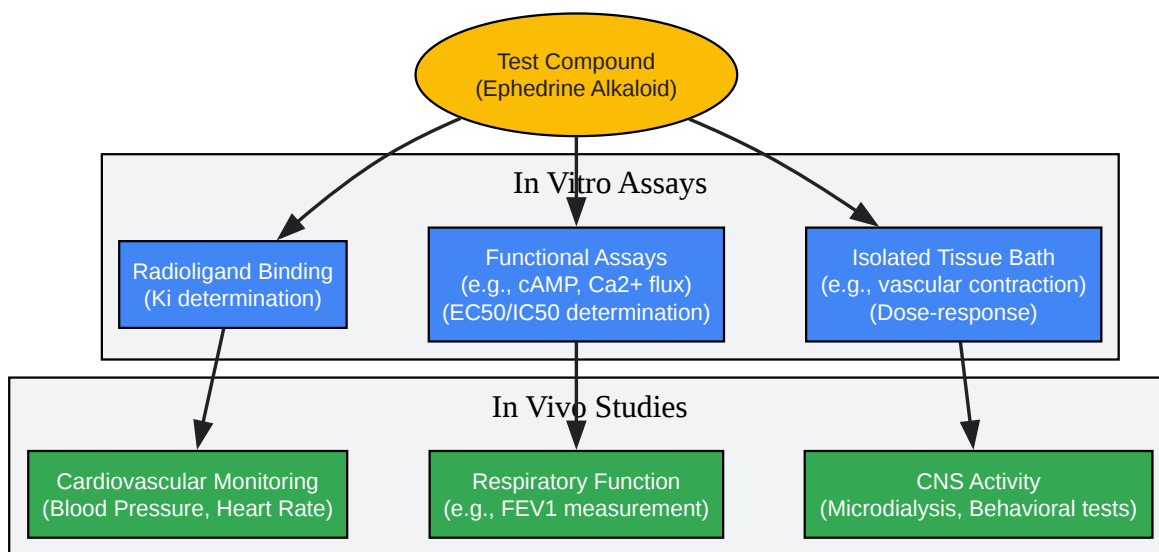 Test Compound
(Ephedrine Alkaloid)
In Vitro Assays
Radioligand Binding
(Ki determination)
Functional Assays
(e.g., cAMP, Ca2+ flux)
(EC50/IC50 determination)
Isolated Tissue Bath
(e.g., vascular contraction)
(Dose-response)
In Vivo Studies
Cardiovascular Monitoring
(Blood Pressure, Heart Rate)
Respiratory Function
(e.g., FEV1 measurement)
CNS Activity
(Microdialysis, Behavioral tests)